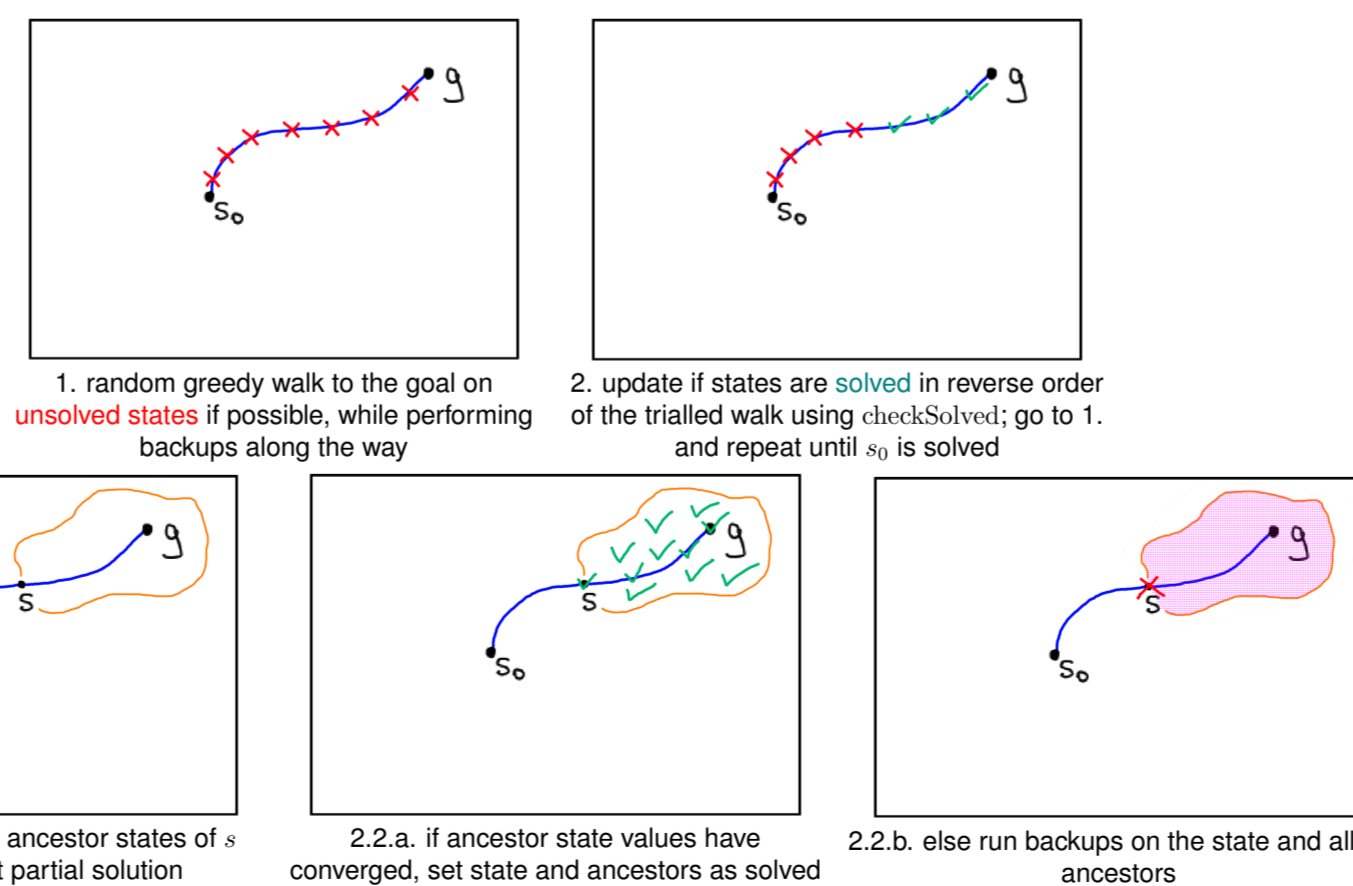 g
s₀
g
s₀
1. random greedy walk to the goal on
unsolved states if possible, while performing
backups along the way
2. update if states are solved in reverse order
of the trialled walk using checkSolved; go to 1.
and repeat until s₀ is solved
g
s
g
s
s₀
g
s
s₀
ancestor states of s
partial solution
2.2.a. if ancestor state values have
converged, set state and ancestors as solved
2.2.b. else run backups on the state and all
ancestors